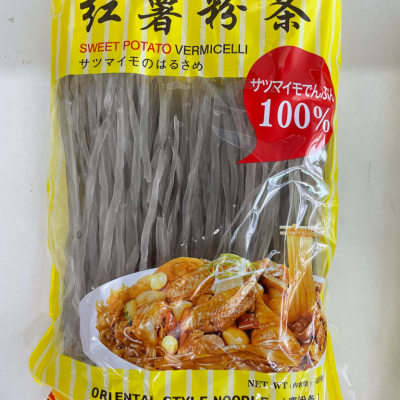 红薯粉条
SWEET POTATO VERMICELLI
サツマイモのはるさめ
サツマイモでんぷん
100%
NET-WT
ORIENTAL STYLE NOODLE